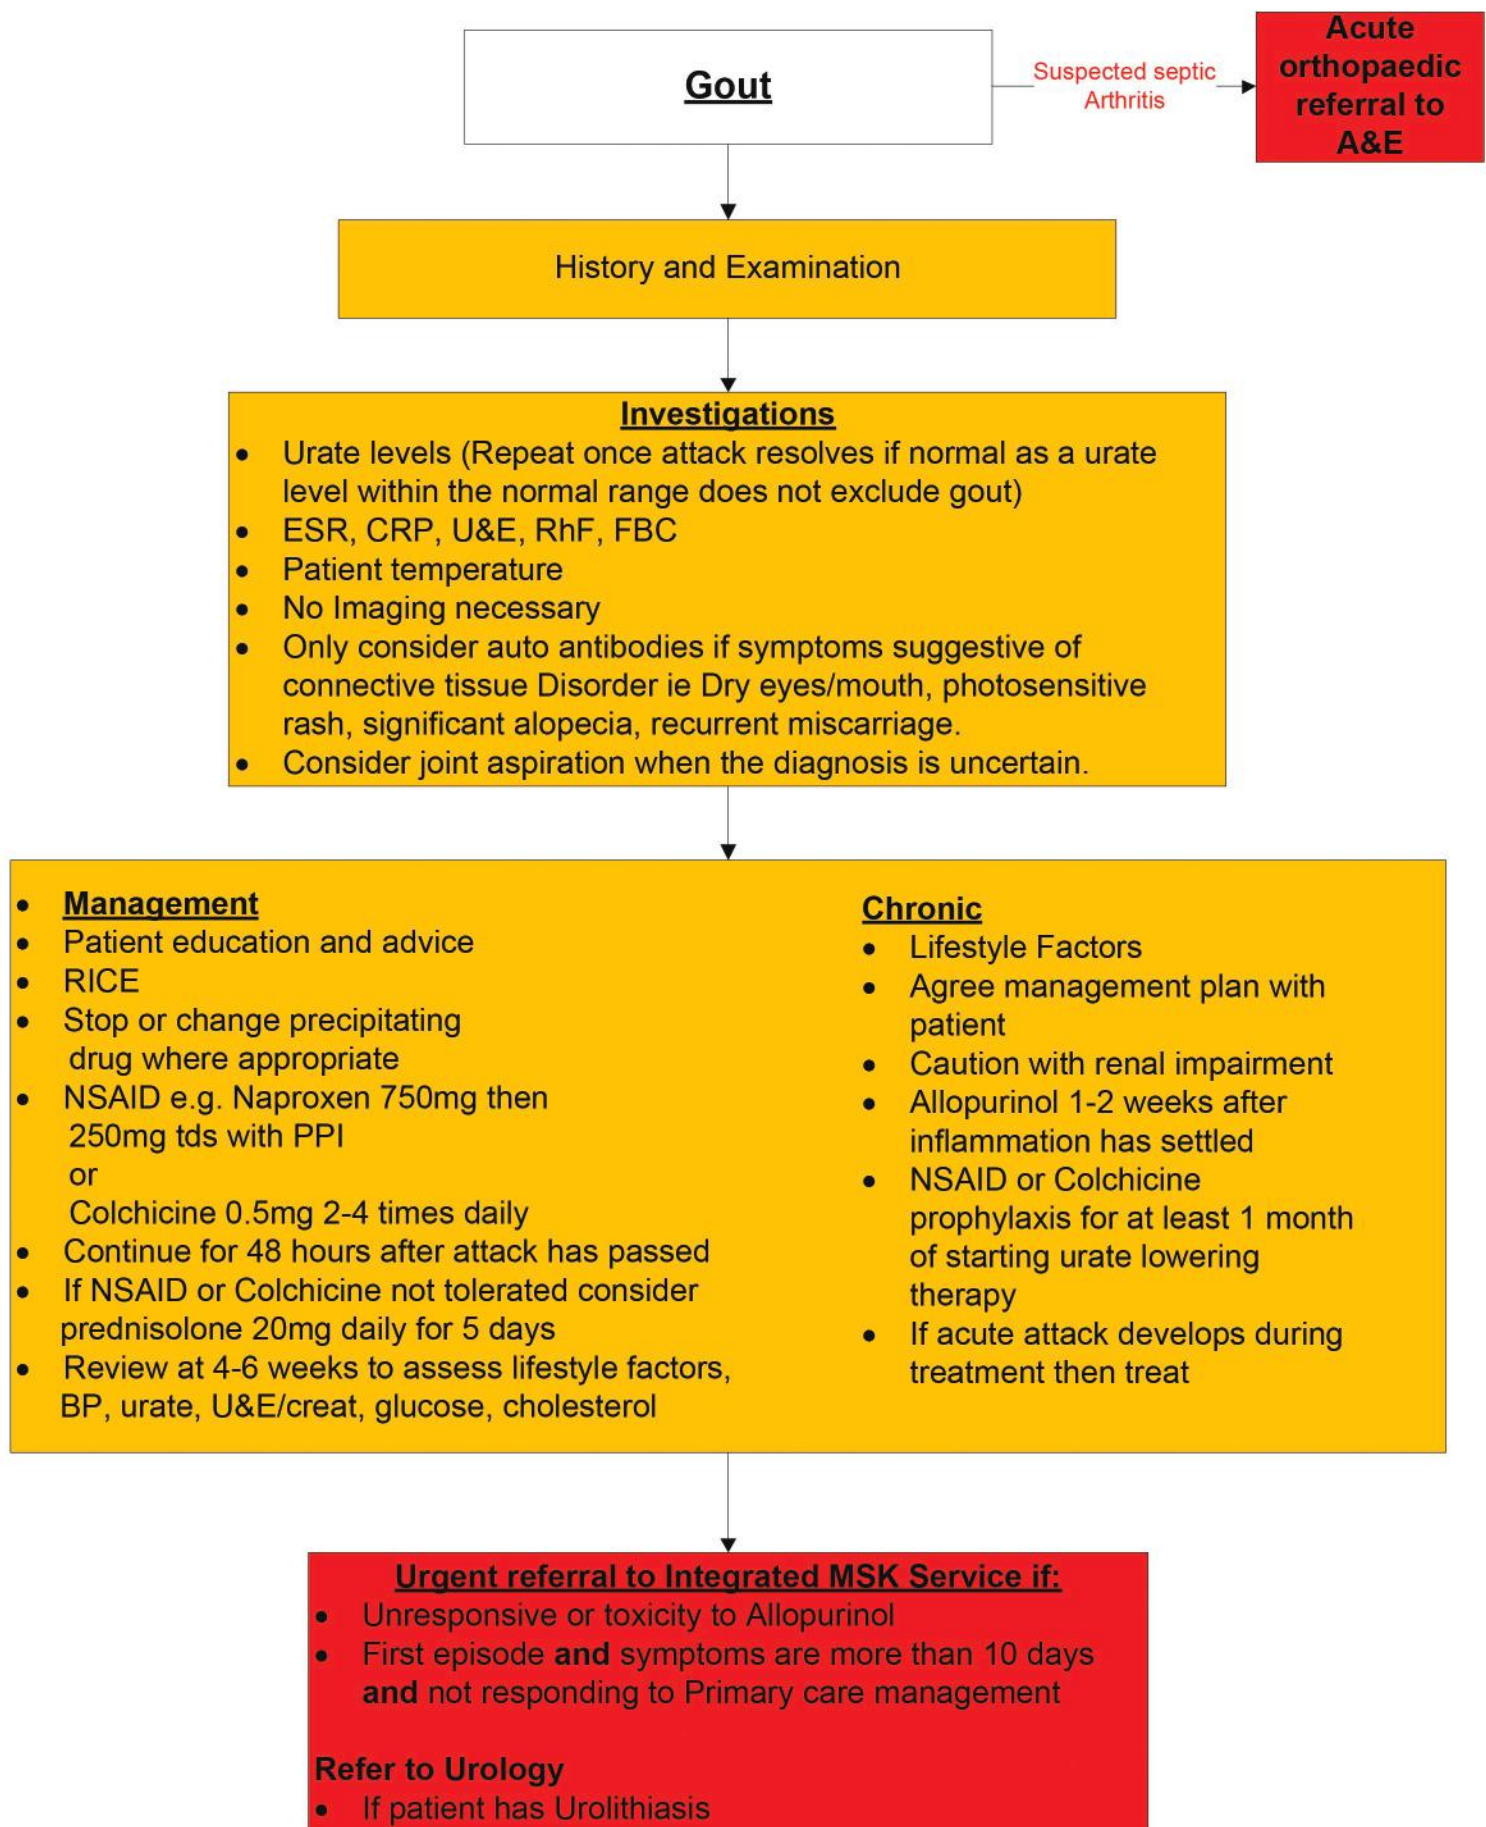 Gout
Suspected septic
Arthritis
Acute
orthopaedic
referral to
A&E
History and Examination
Investigations
• Urate levels (Repeat once attack resolves if normal as a urate
level within the normal range does not exclude gout)
• ESR, CRP, U&E, RhF, FBC
• Patient temperature
• No Imaging necessary
• Only consider auto antibodies if symptoms suggestive of
connective tissue Disorder ie Dry eyes/mouth, photosensitive
rash, significant alopecia, recurrent miscarriage.
• Consider joint aspiration when the diagnosis is uncertain.
• Management
• Patient education and advice
• RICE
• Stop or change precipitating
drug where appropriate
• NSAID e.g. Naproxen 750mg then
250mg tds with PPI
or
Colchicine 0.5mg 2-4 times daily
• Continue for 48 hours after attack has passed
• If NSAID or Colchicine not tolerated consider
prednisolone 20mg daily for 5 days
• Review at 4-6 weeks to assess lifestyle factors,
BP, urate, U&E/creat, glucose, cholesterol
Chronic
• Lifestyle Factors
• Agree management plan with
patient
• Caution with renal impairment
• Allopurinol 1-2 weeks after
inflammation has settled
• NSAID or Colchicine
prophylaxis for at least 1 month
of starting urate lowering
therapy
• If acute attack develops during
treatment then treat
Urgent referral to Integrated MSK Service if:
• Unresponsive or toxicity to Allopurinol
• First episode and symptoms are more than 10 days
and not responding to Primary care management
Refer to Urology
• If patient has Urolithiasis